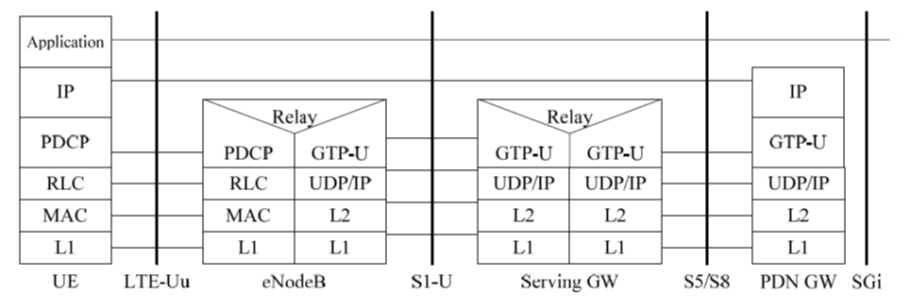 Application
IP
IP
Relay
Relay
PDCP
PDCP
GTP-U
GTP-U
GTP-U
GTP-U
RLC
RLC
UDP/IP
UDP/IP
UDP/IP
UDP/IP
MAC
MAC
L2
L2
L2
L2
L1
L1
L1
L1
L1
L1
UE
LTE-Uu
eNodeB
S1-U
Serving GW
S5/S8
PDN GW
SGi